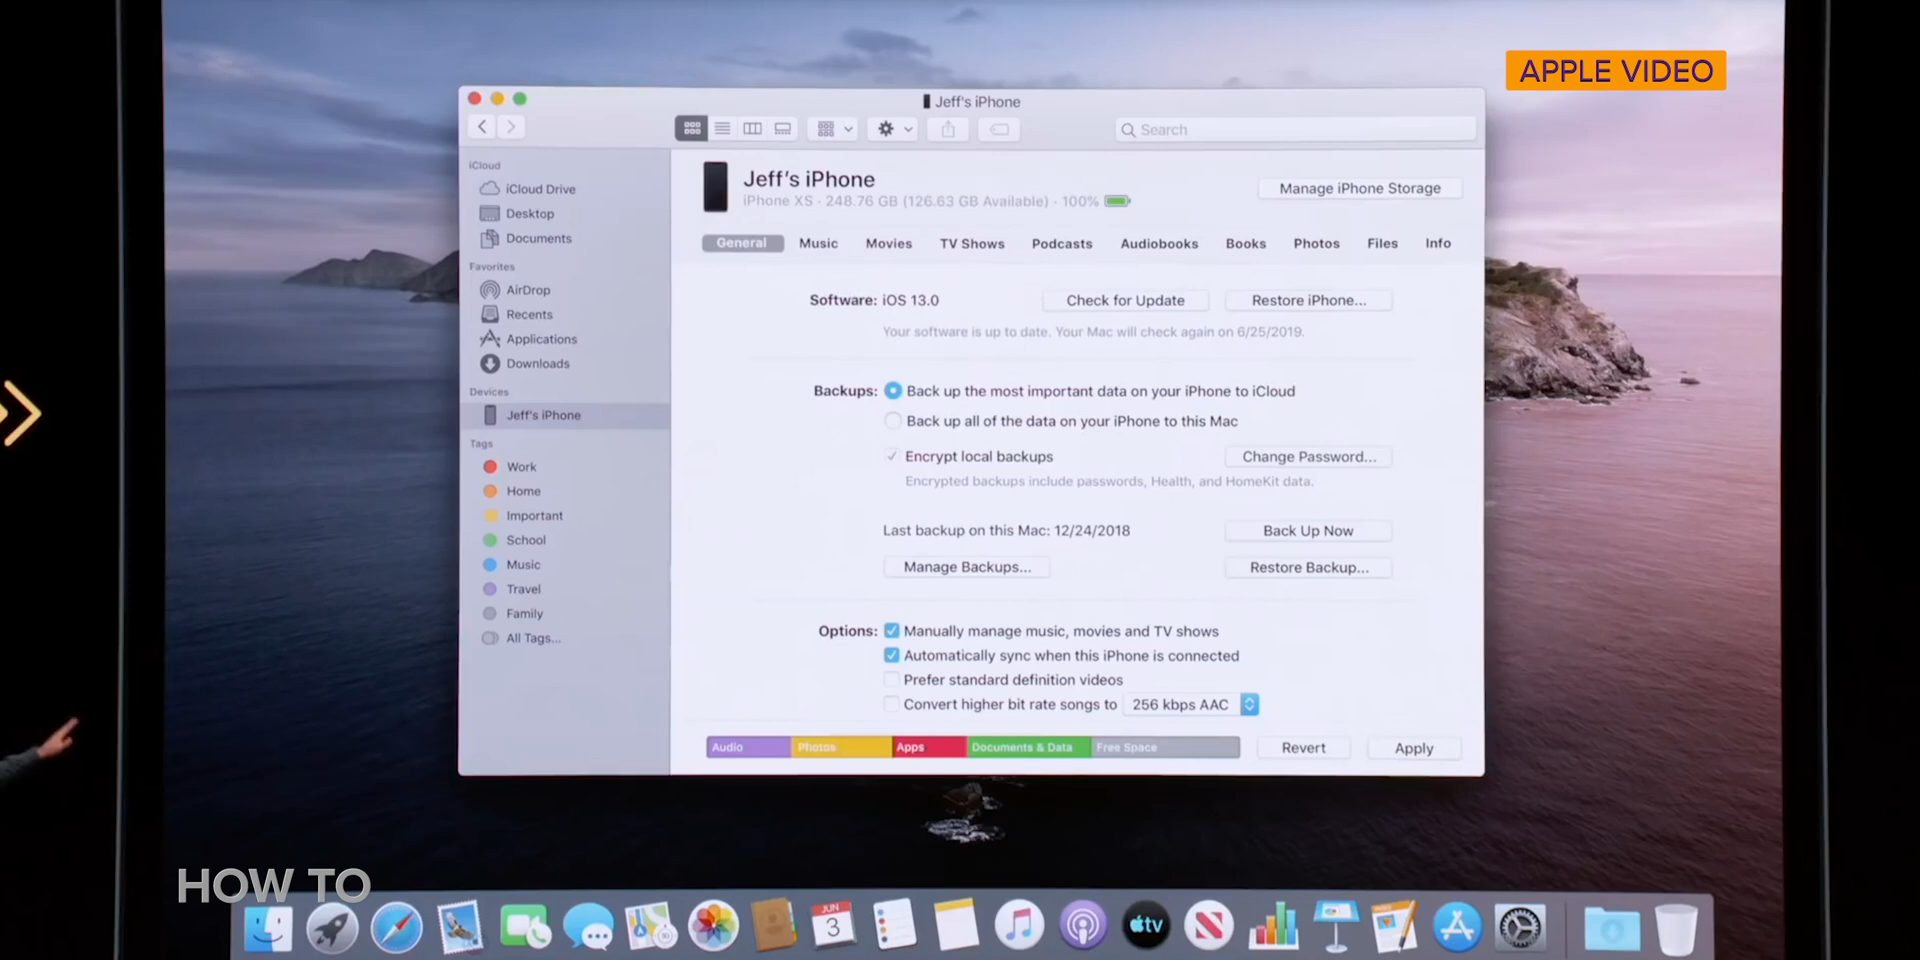 APPLE VIDEO
Jeff's iPhone
Search
iCloud
iCloud Drive
Desktop
Documents
Favorites
AirDrop
Recents
Applications
Downloads
Devices
Jeff's iPhone
Tags
Work
Home
Important
School
Music
Travel
Family
All Tags...
Jeff's iPhone
iPhone XS · 248.76 GB (126.63 GB Available) · 100%
Manage iPhone Storage
General Music Movies TV Shows Podcasts Audiobooks Books Photos Files Info
Software: iOS 13.0 Check for Update Restore iPhone...
Your software is up to date. Your Mac will check again on 6/25/2019.
Backups: Back up the most important data on your iPhone to iCloud
Back up all of the data on your iPhone to this Mac
Encrypt local backups Change Password...
Encrypted backups include passwords, Health, and HomeKit data.
Last backup on this Mac: 12/24/2018 Back Up Now
Manage Backups... Restore Backup...
Options: Manually manage music, movies and TV shows
Automatically sync when this iPhone is connected
Prefer standard definition videos
Convert higher bit rate songs to 256 kbps AAC
Audio Photos Apps Documents & Data Free Space Revert Apply
HOW TO
JUN
3
tv